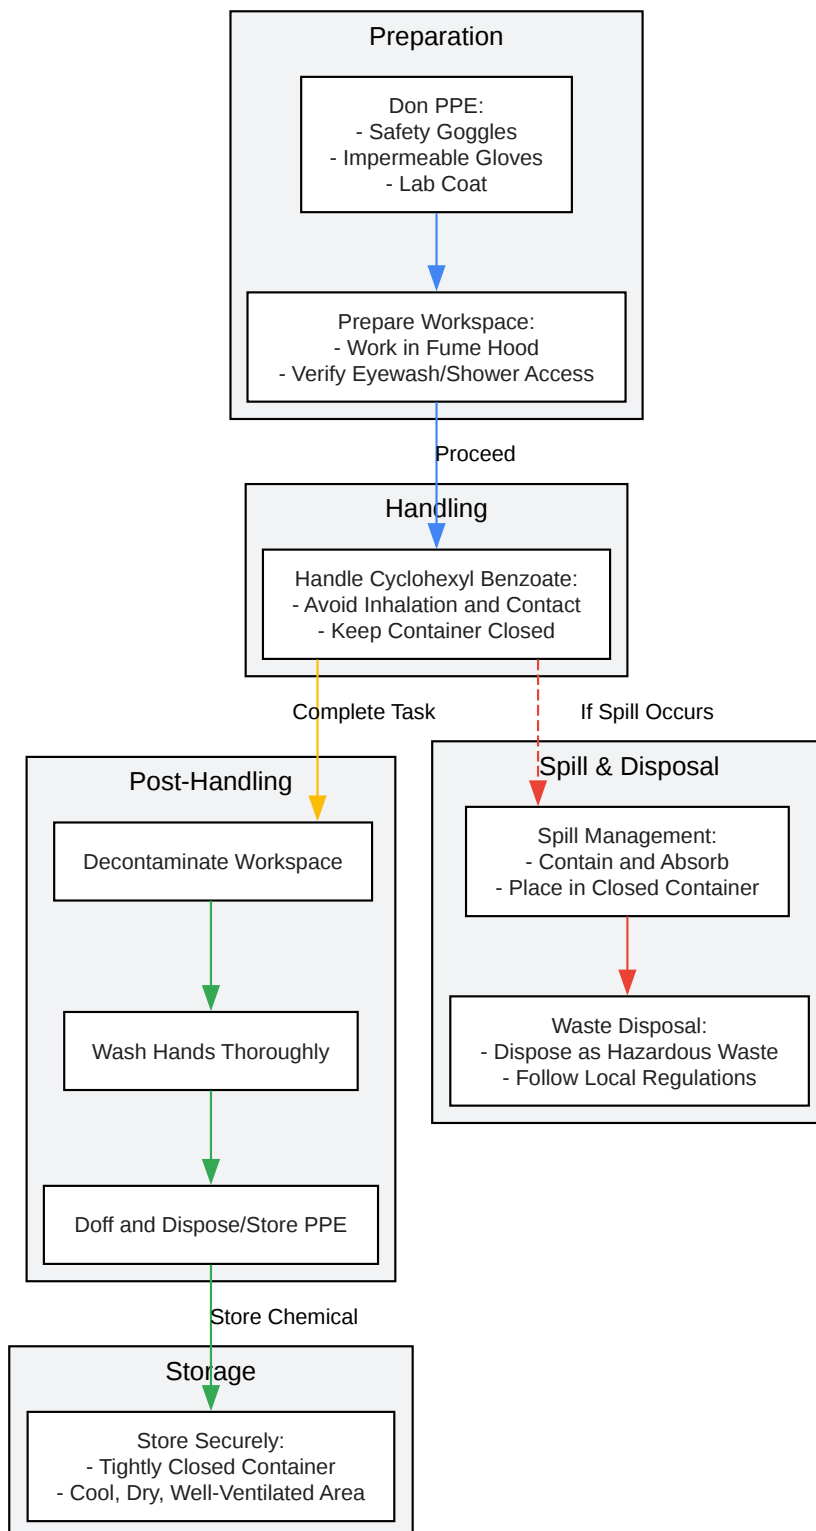 Preparation
Don PPE:
- Safety Goggles
- Impermeable Gloves
- Lab Coat
Prepare Workspace:
- Work in Fume Hood
- Verify Eyewash/Shower Access
Proceed
Handling
Handle Cyclohexyl Benzoate:
- Avoid Inhalation and Contact
- Keep Container Closed
Complete Task
If Spill Occurs
Post-Handling
Decontaminate Workspace
Wash Hands Thoroughly
Doff and Dispose/Store PPE
Spill & Disposal
Spill Management:
- Contain and Absorb
- Place in Closed Container
Waste Disposal:
- Dispose as Hazardous Waste
- Follow Local Regulations
Store Chemical
Storage
Store Securely:
- Tightly Closed Container
- Cool, Dry, Well-Ventilated Area